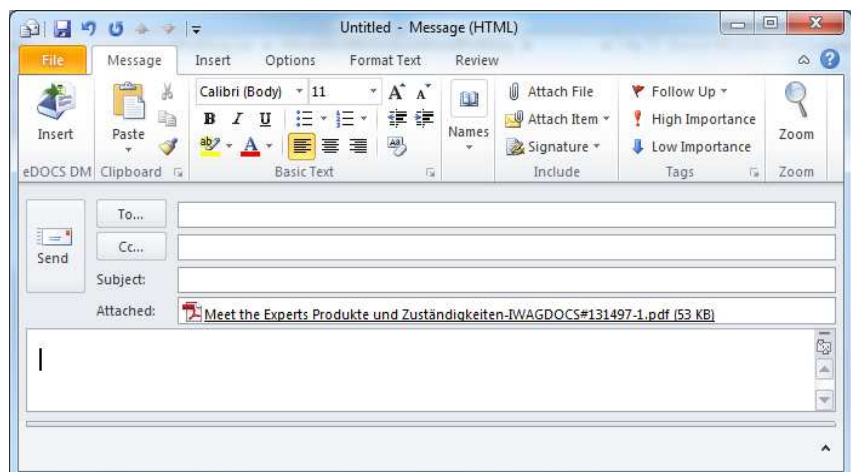 Untitled - Message (HTML)
File Message Insert Options Format Text Review
Calibri (Body) 11 A A Attach File Follow Up
Insert Paste B I U Names Attach Item High Importance Zoom
ab A Aa Signature Low Importance
eDOCS DM Clipboard Basic Text Include Tags Zoom
To...
Cc...
Send
Subject:
Attached: Meet the Experts Produkte und Zuständigkeiten-IWAGDOCS#131497-1.pdf (53 KB)